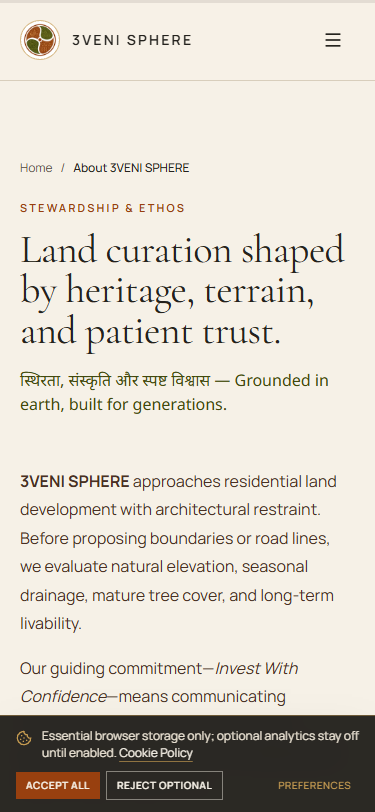 3VENI SPHERE
Home / About 3VENI SPHERE
STEWARDSHIP & ETHOS
Land curation shaped
by heritage, terrain,
and patient trust.
स्थिरता, संस्कृति और स्पष्ट विश्वास — Grounded in
earth, built for generations.
3VENI SPHERE approaches residential land
development with architectural restraint.
Before proposing boundaries or road lines,
we evaluate natural elevation, seasonal
drainage, mature tree cover, and long-term
livability.
Our guiding commitment—Invest With
Confidence—means communicating
Essential browser storage only; optional analytics stay off
until enabled. Cookie Policy
ACCEPT ALL REJECT OPTIONAL PREFERENCES